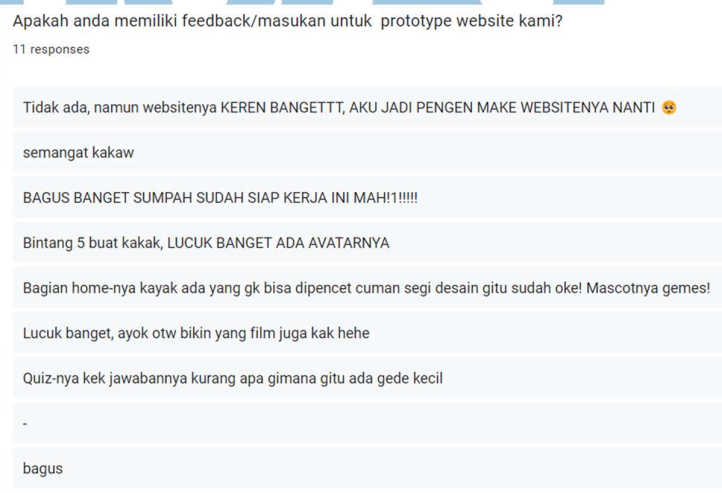 Apakah anda memiliki feedback/masukan untuk prototype website kami?
11 responses
Tidak ada, namun websitenya KEREN BANGETTT, AKU JADI PENGEN MAKE WEBSITENYA NANTI 🥺
semangat kakaw
BAGUS BANGET SUMPAH SUDAH SIAP KERJA INI MAH!1!!!!!
Bintang 5 buat kakak, LUCUK BANGET ADA AVATARNYA
Bagian home-nya kayak ada yang gk bisa dipencet cuman segi desain gitu sudah oke! Mascotnya gemes!
Lucuk banget, ayok otw bikin yang film juga kak hehe
Quiz-nya kek jawabannya kurang apa gimana gitu ada gede kecil
-
bagus